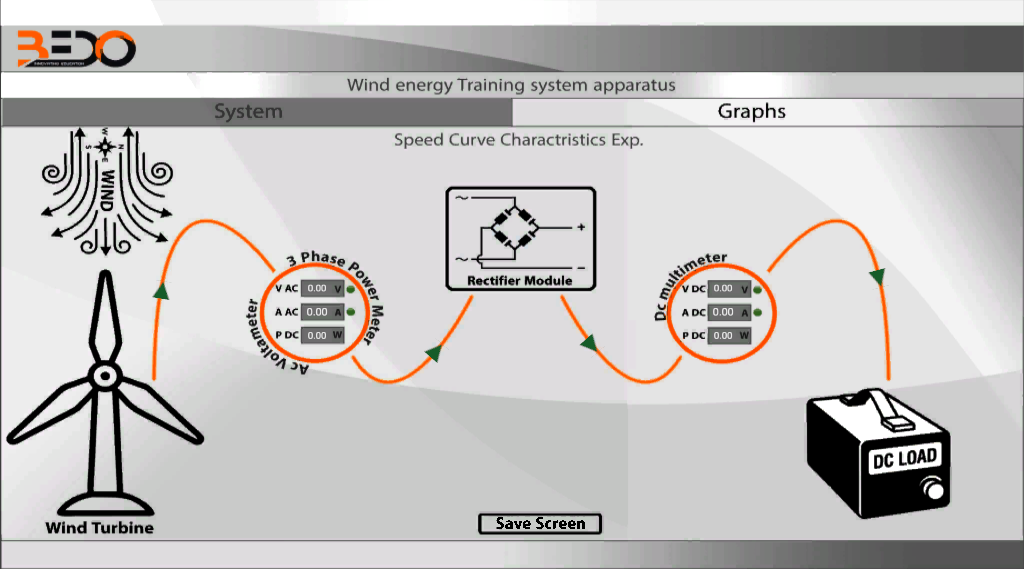 BEDO
INNOVATING EDUCATION
Wind energy Training system apparatus
System
Graphs
Speed Curve Charactristics Exp.
W
S N
E
WIND
3 Phase Power Meter
V AC 0.00 V
A AC 0.00 A
P DC 0.00 W
Ac Voltameter
~
+
~
−
Rectifier Module
Dc multimeter
V DC 0.00 V
A DC 0.00 A
P DC 0.00 W
DC LOAD
Wind Turbine
Save Screen